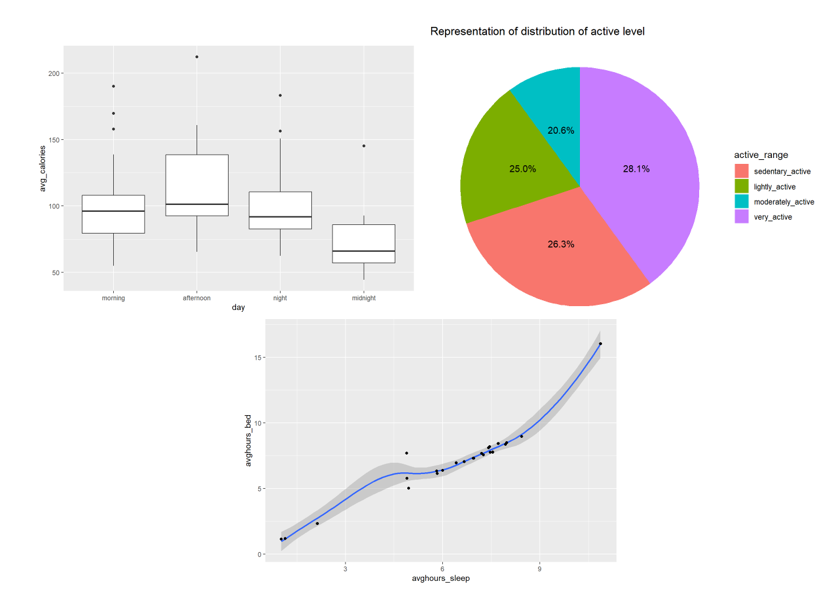 Representation of distribution of active level
avg_calories
200
150
100
50
morning afternoon night midnight
day
20.6%
25.0%
28.1%
26.3%
active_range
sedentary_active
lightly_active
moderately_active
very_active
avghours_bed
15
10
5
0
3 6 9
avghours_sleep